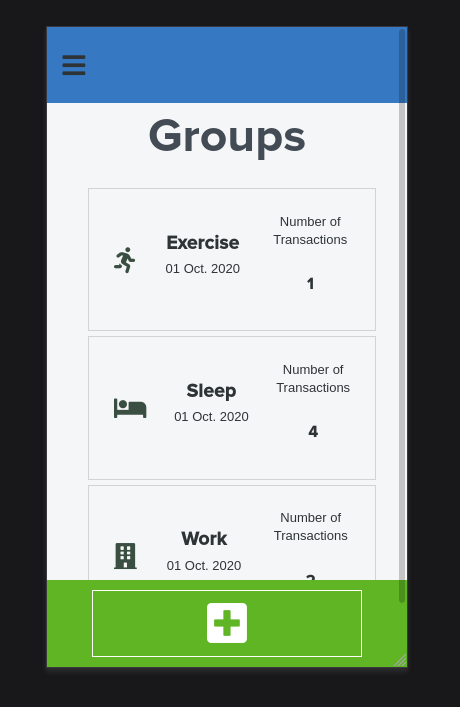 Groups
Exercise
01 Oct. 2020
Number of
Transactions
1
Sleep
01 Oct. 2020
Number of
Transactions
4
Work
01 Oct. 2020
Number of
Transactions